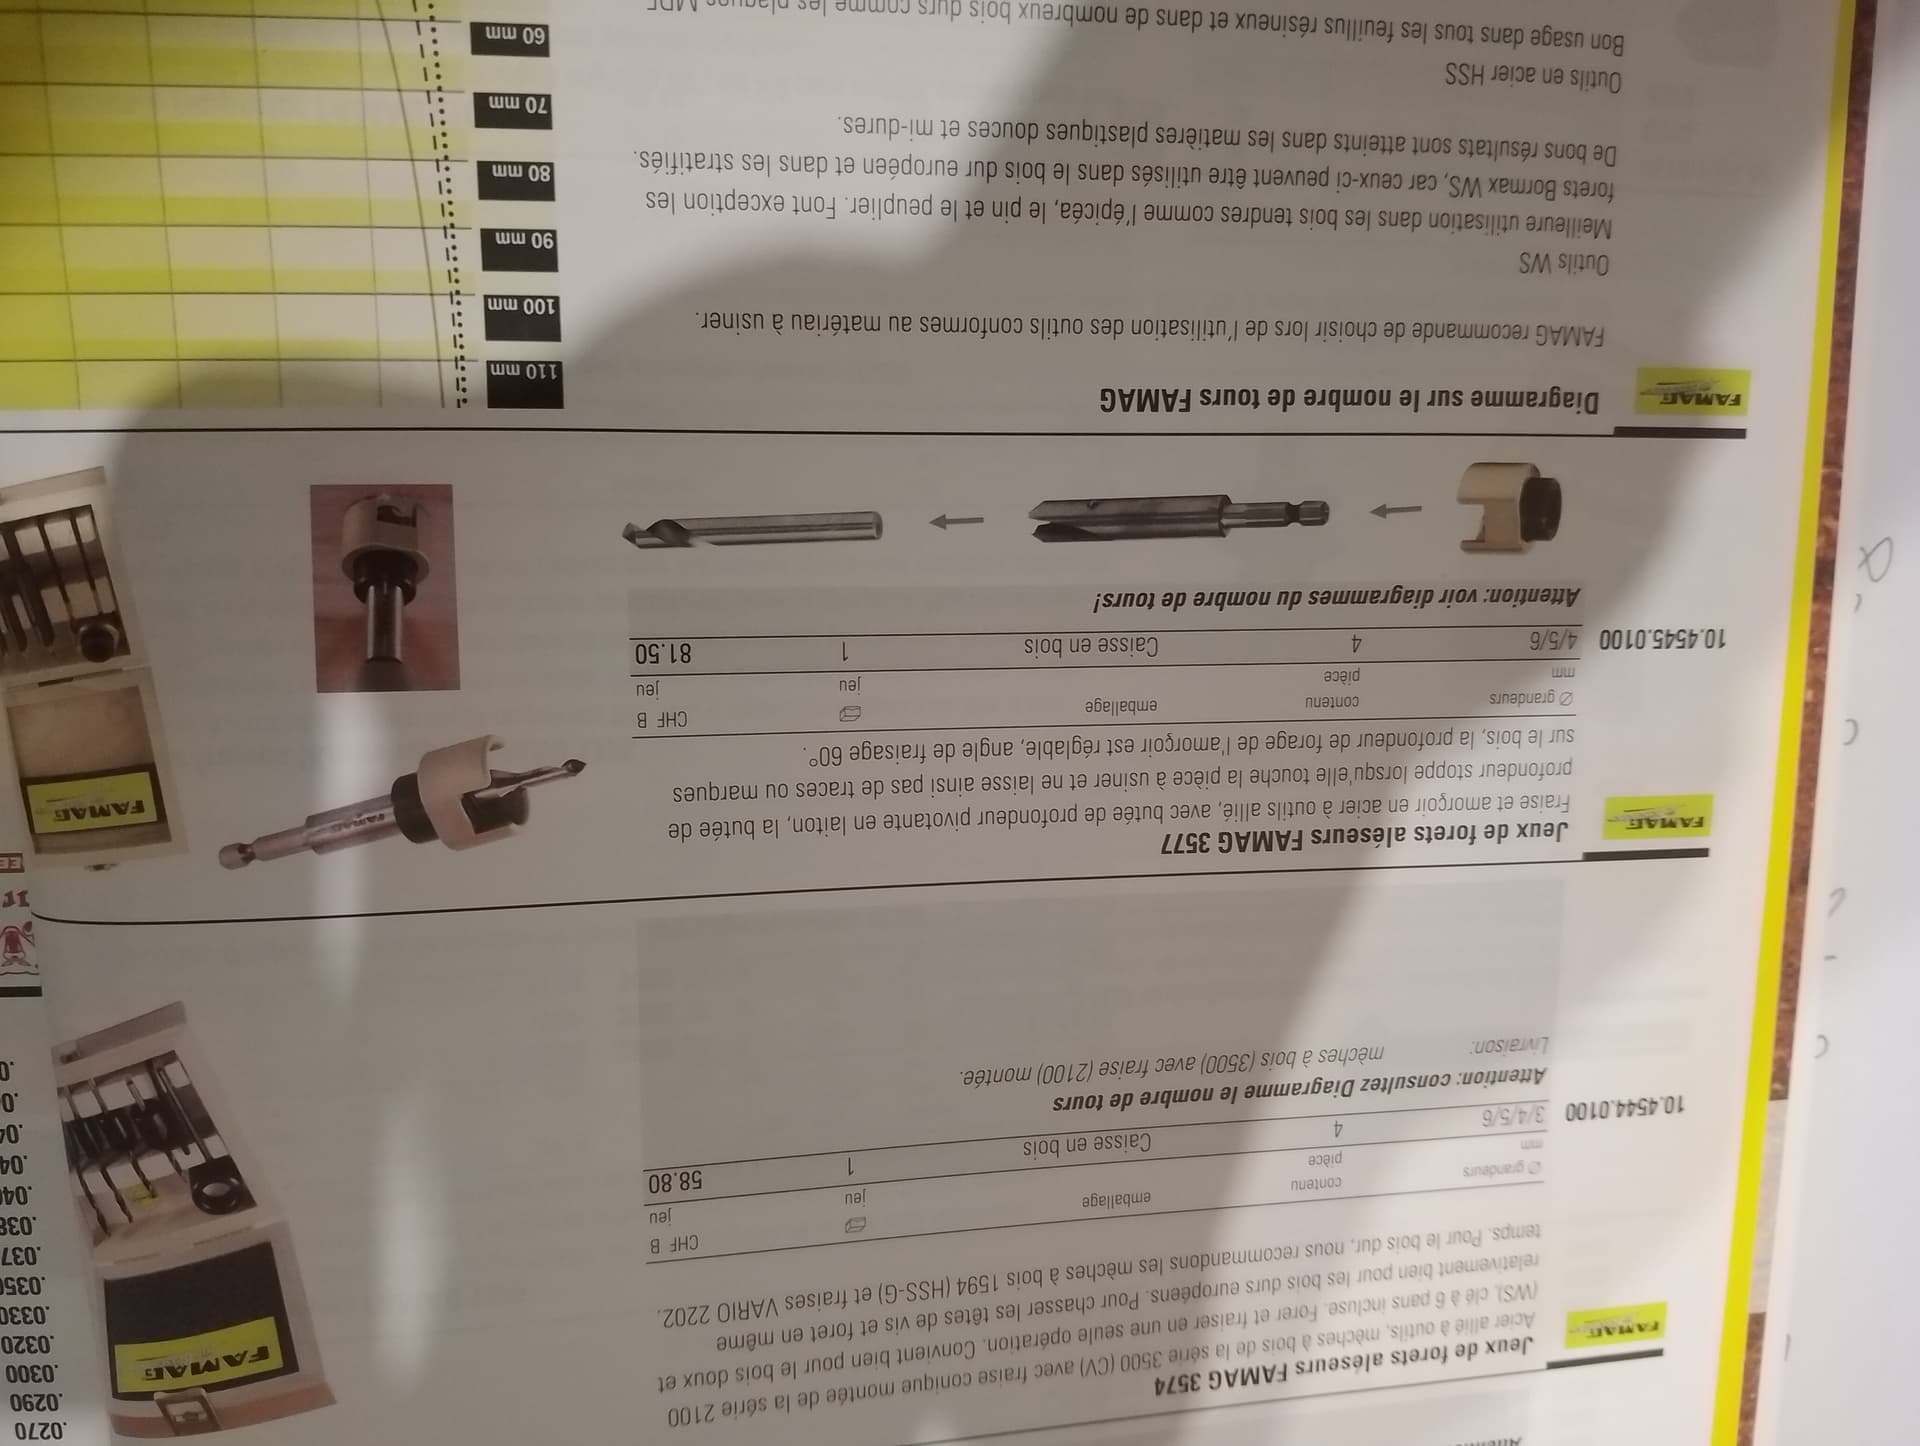 Jeux de forets aléseurs FAMAG 3574
FAMAG
Acier allié à outils, mèches à bois de la série 3500 (CV) avec fraise conique montée de la série 2100
(WS), clé à 6 pans incluse. Forer et fraiser en une seule opération. Convient bien pour le bois doux et
relativement bien pour les bois durs européens. Pour chasser les têtes de vis et foret en même
temps. Pour le bois dur, nous recommandons les mèches à bois 1594 (HSS-G) et fraises VARIO 2202.
Ø grandeurs contenu emballage CHF B
mm pièce jeu jeu
10.4544.0100 3/4/5/6 4 Caisse en bois 1 58.80
Attention: consultez Diagramme le nombre de tours
Livraison: mèches à bois (3500) avec fraise (2100) montée.
FAMAG
Jeux de forets aléseurs FAMAG 3577
FAMAG
Fraise et amorçoir en acier à outils allié, avec butée de profondeur pivotante en laiton, la butée de
profondeur stoppe lorsqu'elle touche la pièce à usiner et ne laisse ainsi pas de traces ou marques
sur le bois, la profondeur de forage de l'amorçoir est réglable, angle de fraisage 60°.
Ø grandeurs contenu emballage CHF B
mm pièce jeu jeu
10.4545.0100 4/5/6 4 Caisse en bois 1 81.50
Attention: voir diagrammes du nombre de tours!
FAMAG
FAMAG
Diagramme sur le nombre de tours FAMAG
FAMAG
FAMAG recommande de choisir lors de l'utilisation des outils conformes au matériau à usiner.
Outils WS
Meilleure utilisation dans les bois tendres comme l'épicéa, le pin et le peuplier. Font exception les
forets Bormax WS, car ceux-ci peuvent être utilisés dans le bois dur européen et dans les stratifiés.
De bons résultats sont atteints dans les matières plastiques douces et mi-dures.
Outils en acier HSS
Bon usage dans tous les feuillus résineux et dans de nombreux bois durs comme les plaques MDF
110 mm
100 mm
90 mm
80 mm
70 mm
60 mm
.0270
.0290
.0300
.0320
.0330
.0350
.037
.038
.040
.04
.04
.0